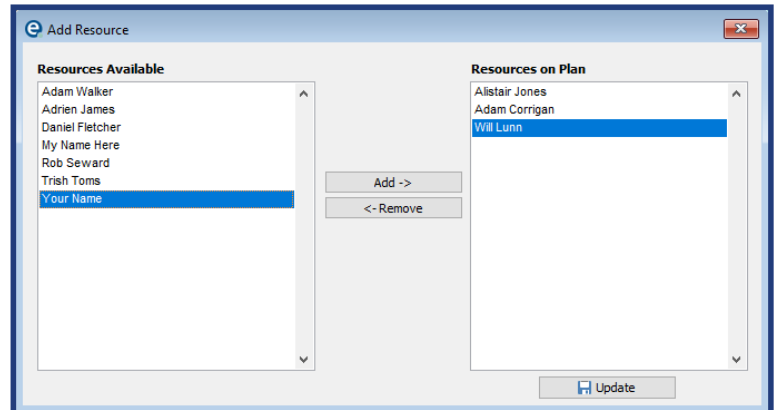 Add Resource
Resources Available
Adam Walker
Adrien James
Daniel Fletcher
My Name Here
Rob Seward
Trish Toms
Your Name
Add ->
<- Remove
Resources on Plan
Alistair Jones
Adam Corrigan
Will Lunn
Update